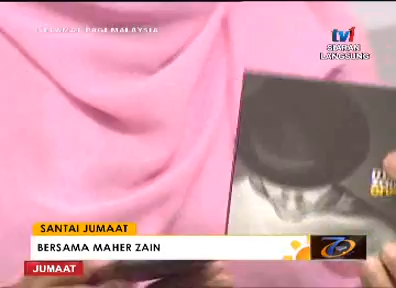 SELAMAT PAGI MALAYSIA
tv1
SIARAN
LANGSUNG
SANTAI JUMAAT
BERSAMA MAHER ZAIN
JUMAAT